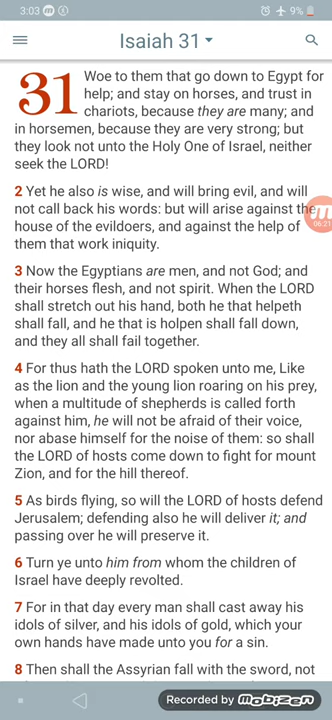 3:03
9%
Isaiah 31
31 Woe to them that go down to Egypt for
help; and stay on horses, and trust in
chariots, because they are many; and
in horsemen, because they are very strong; but
they look not unto the Holy One of Israel, neither
seek the LORD!
2 Yet he also is wise, and will bring evil, and will
not call back his words: but will arise against the
house of the evildoers, and against the help of
them that work iniquity.
06:21
3 Now the Egyptians are men, and not God; and
their horses flesh, and not spirit. When the LORD
shall stretch out his hand, both he that helpeth
shall fall, and he that is holpen shall fall down,
and they all shall fail together.
4 For thus hath the LORD spoken unto me, Like
as the lion and the young lion roaring on his prey,
when a multitude of shepherds is called forth
against him, he will not be afraid of their voice,
nor abase himself for the noise of them: so shall
the LORD of hosts come down to fight for mount
Zion, and for the hill thereof.
5 As birds flying, so will the LORD of hosts defend
Jerusalem; defending also he will deliver it; and
passing over he will preserve it.
6 Turn ye unto him from whom the children of
Israel have deeply revolted.
7 For in that day every man shall cast away his
idols of silver, and his idols of gold, which your
own hands have made unto you for a sin.
8 Then shall the Assyrian fall with the sword, not
Recorded by Mobizen